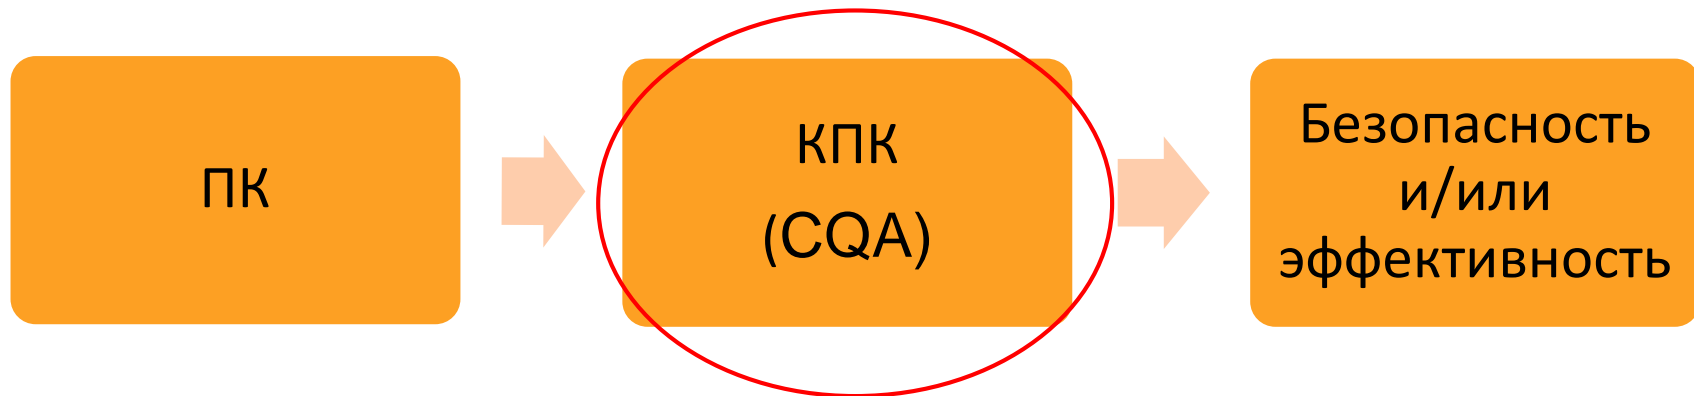 ПК
КПК
(CQA)
Безопасность
и/или
эффективность